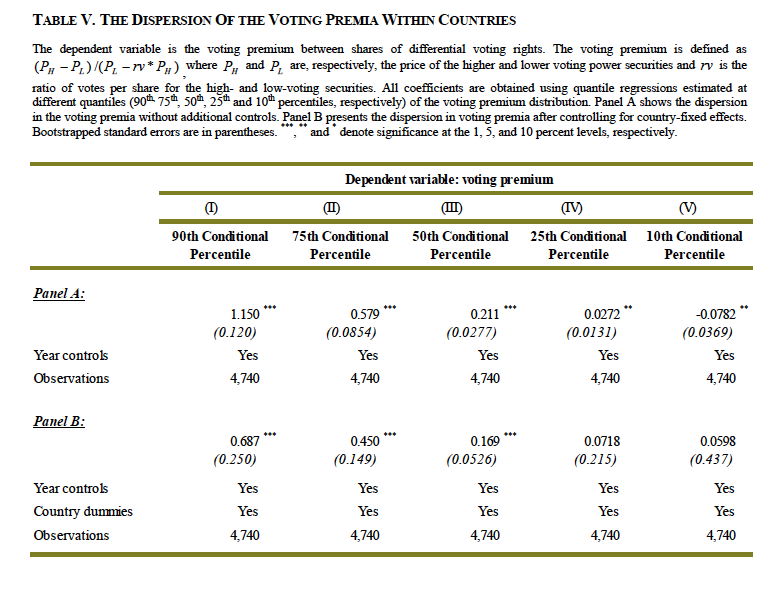 TABLE V. THE DISPERSION OF THE VOTING PREMIA WITHIN COUNTRIES
The dependent variable is the voting premium between shares of differential voting rights. The voting premium is defined as
(P_H − P_L)/(P_L − rv * P_H), where P_H and P_L are, respectively, the price of the higher and lower voting power securities and rv is the
ratio of votes per share for the high- and low-voting securities. All coefficients are obtained using quantile regressions estimated at
different quantiles (90th, 75th, 50th, 25th and 10th percentiles, respectively) of the voting premium distribution. Panel A shows the dispersion
in the voting premia without additional controls. Panel B presents the dispersion in voting premia after controlling for country-fixed effects.
Bootstrapped standard errors are in parentheses. ***, ** and * denote significance at the 1, 5, and 10 percent levels, respectively.
Dependent variable: voting premium
(I) (II) (III) (IV) (V)
90th Conditional 75th Conditional 50th Conditional 25th Conditional 10th Conditional
Percentile Percentile Percentile Percentile Percentile
Panel A:
1.150 *** 0.579 *** 0.211 *** 0.0272 ** -0.0782 **
(0.120) (0.0854) (0.0277) (0.0131) (0.0369)
Year controls Yes Yes Yes Yes Yes
Observations 4,740 4,740 4,740 4,740 4,740
Panel B:
0.687 *** 0.450 *** 0.169 *** 0.0718 0.0598
(0.250) (0.149) (0.0526) (0.215) (0.437)
Year controls Yes Yes Yes Yes Yes
Country dummies Yes Yes Yes Yes Yes
Observations 4,740 4,740 4,740 4,740 4,740